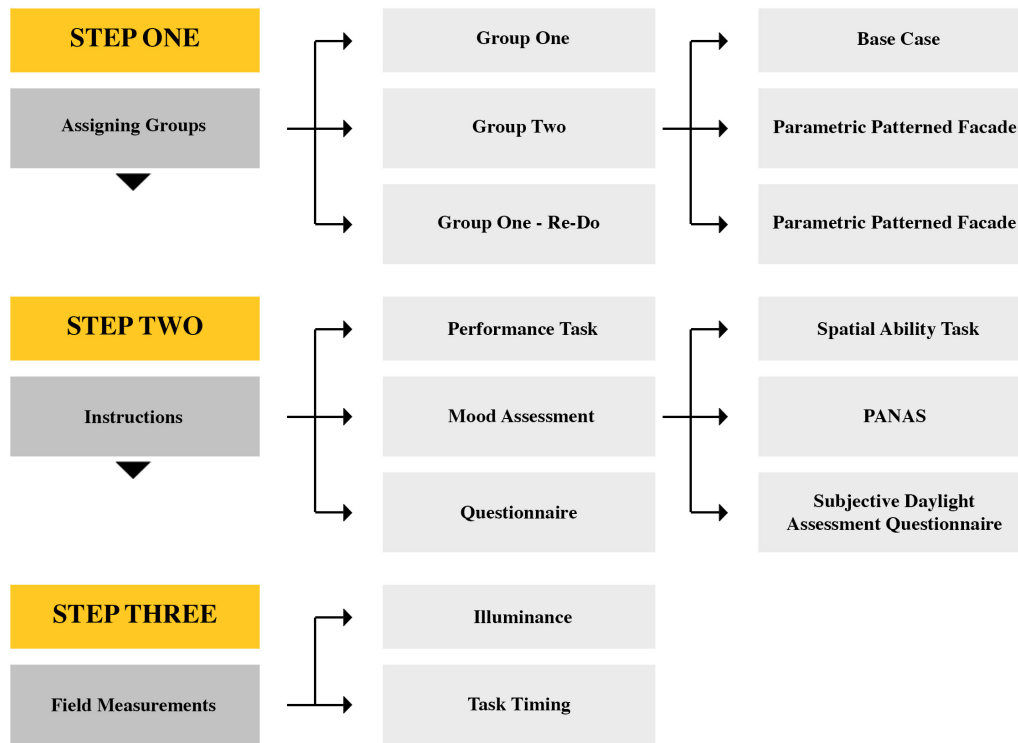 STEP ONE
Assigning Groups
Group One
Group Two
Group One - Re-Do
Base Case
Parametric Patterned Facade
Parametric Patterned Facade
STEP TWO
Instructions
Performance Task
Mood Assessment
Questionnaire
Spatial Ability Task
PANAS
Subjective Daylight
Assessment Questionnaire
STEP THREE
Field Measurements
Illuminance
Task Timing